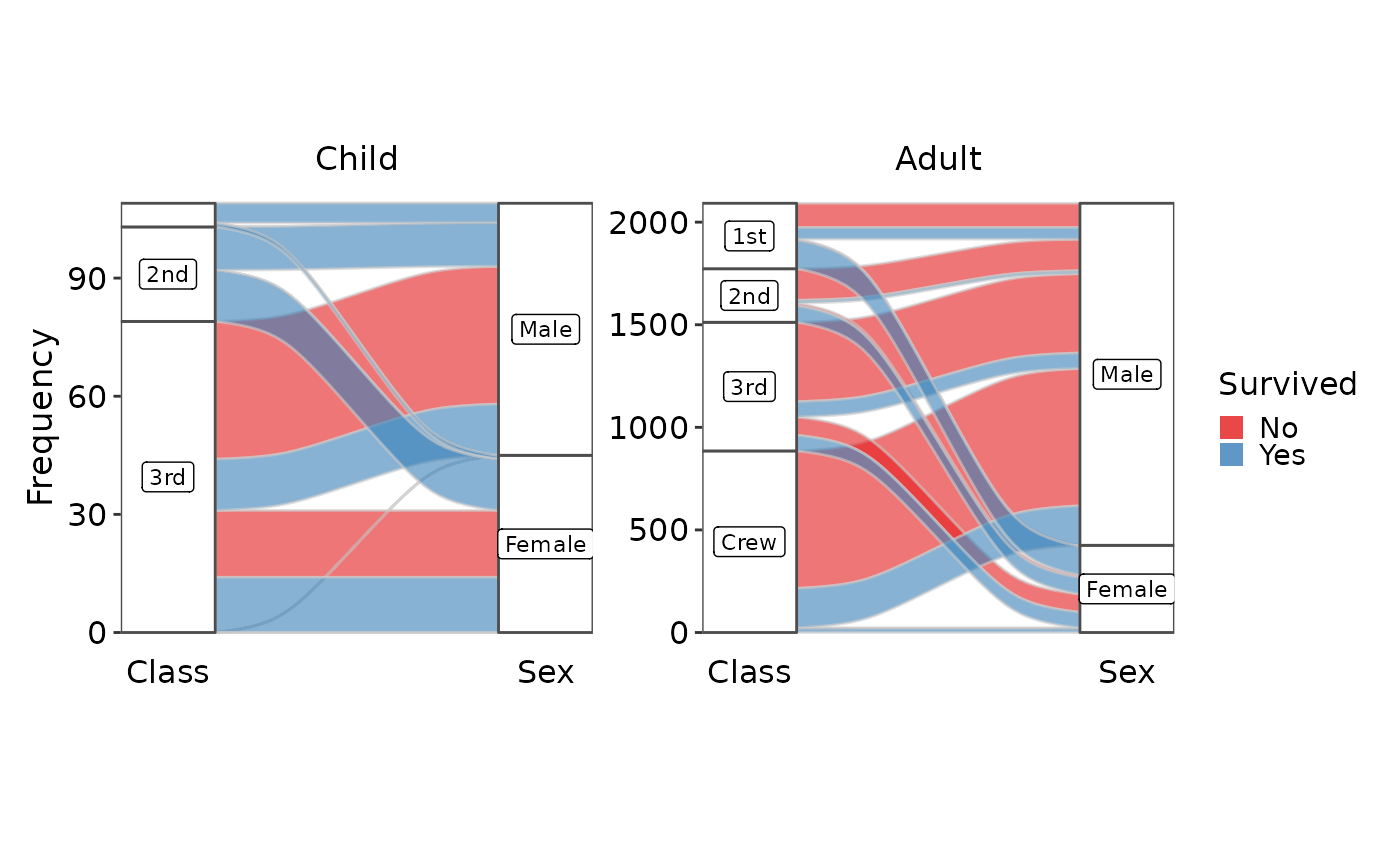 Child
Adult
Frequency
90
60
30
0
2nd
3rd
Male
Female
Class
Sex
2000
1500
1000
500
0
1st
2nd
3rd
Crew
Male
Female
Class
Sex
Survived
No
Yes